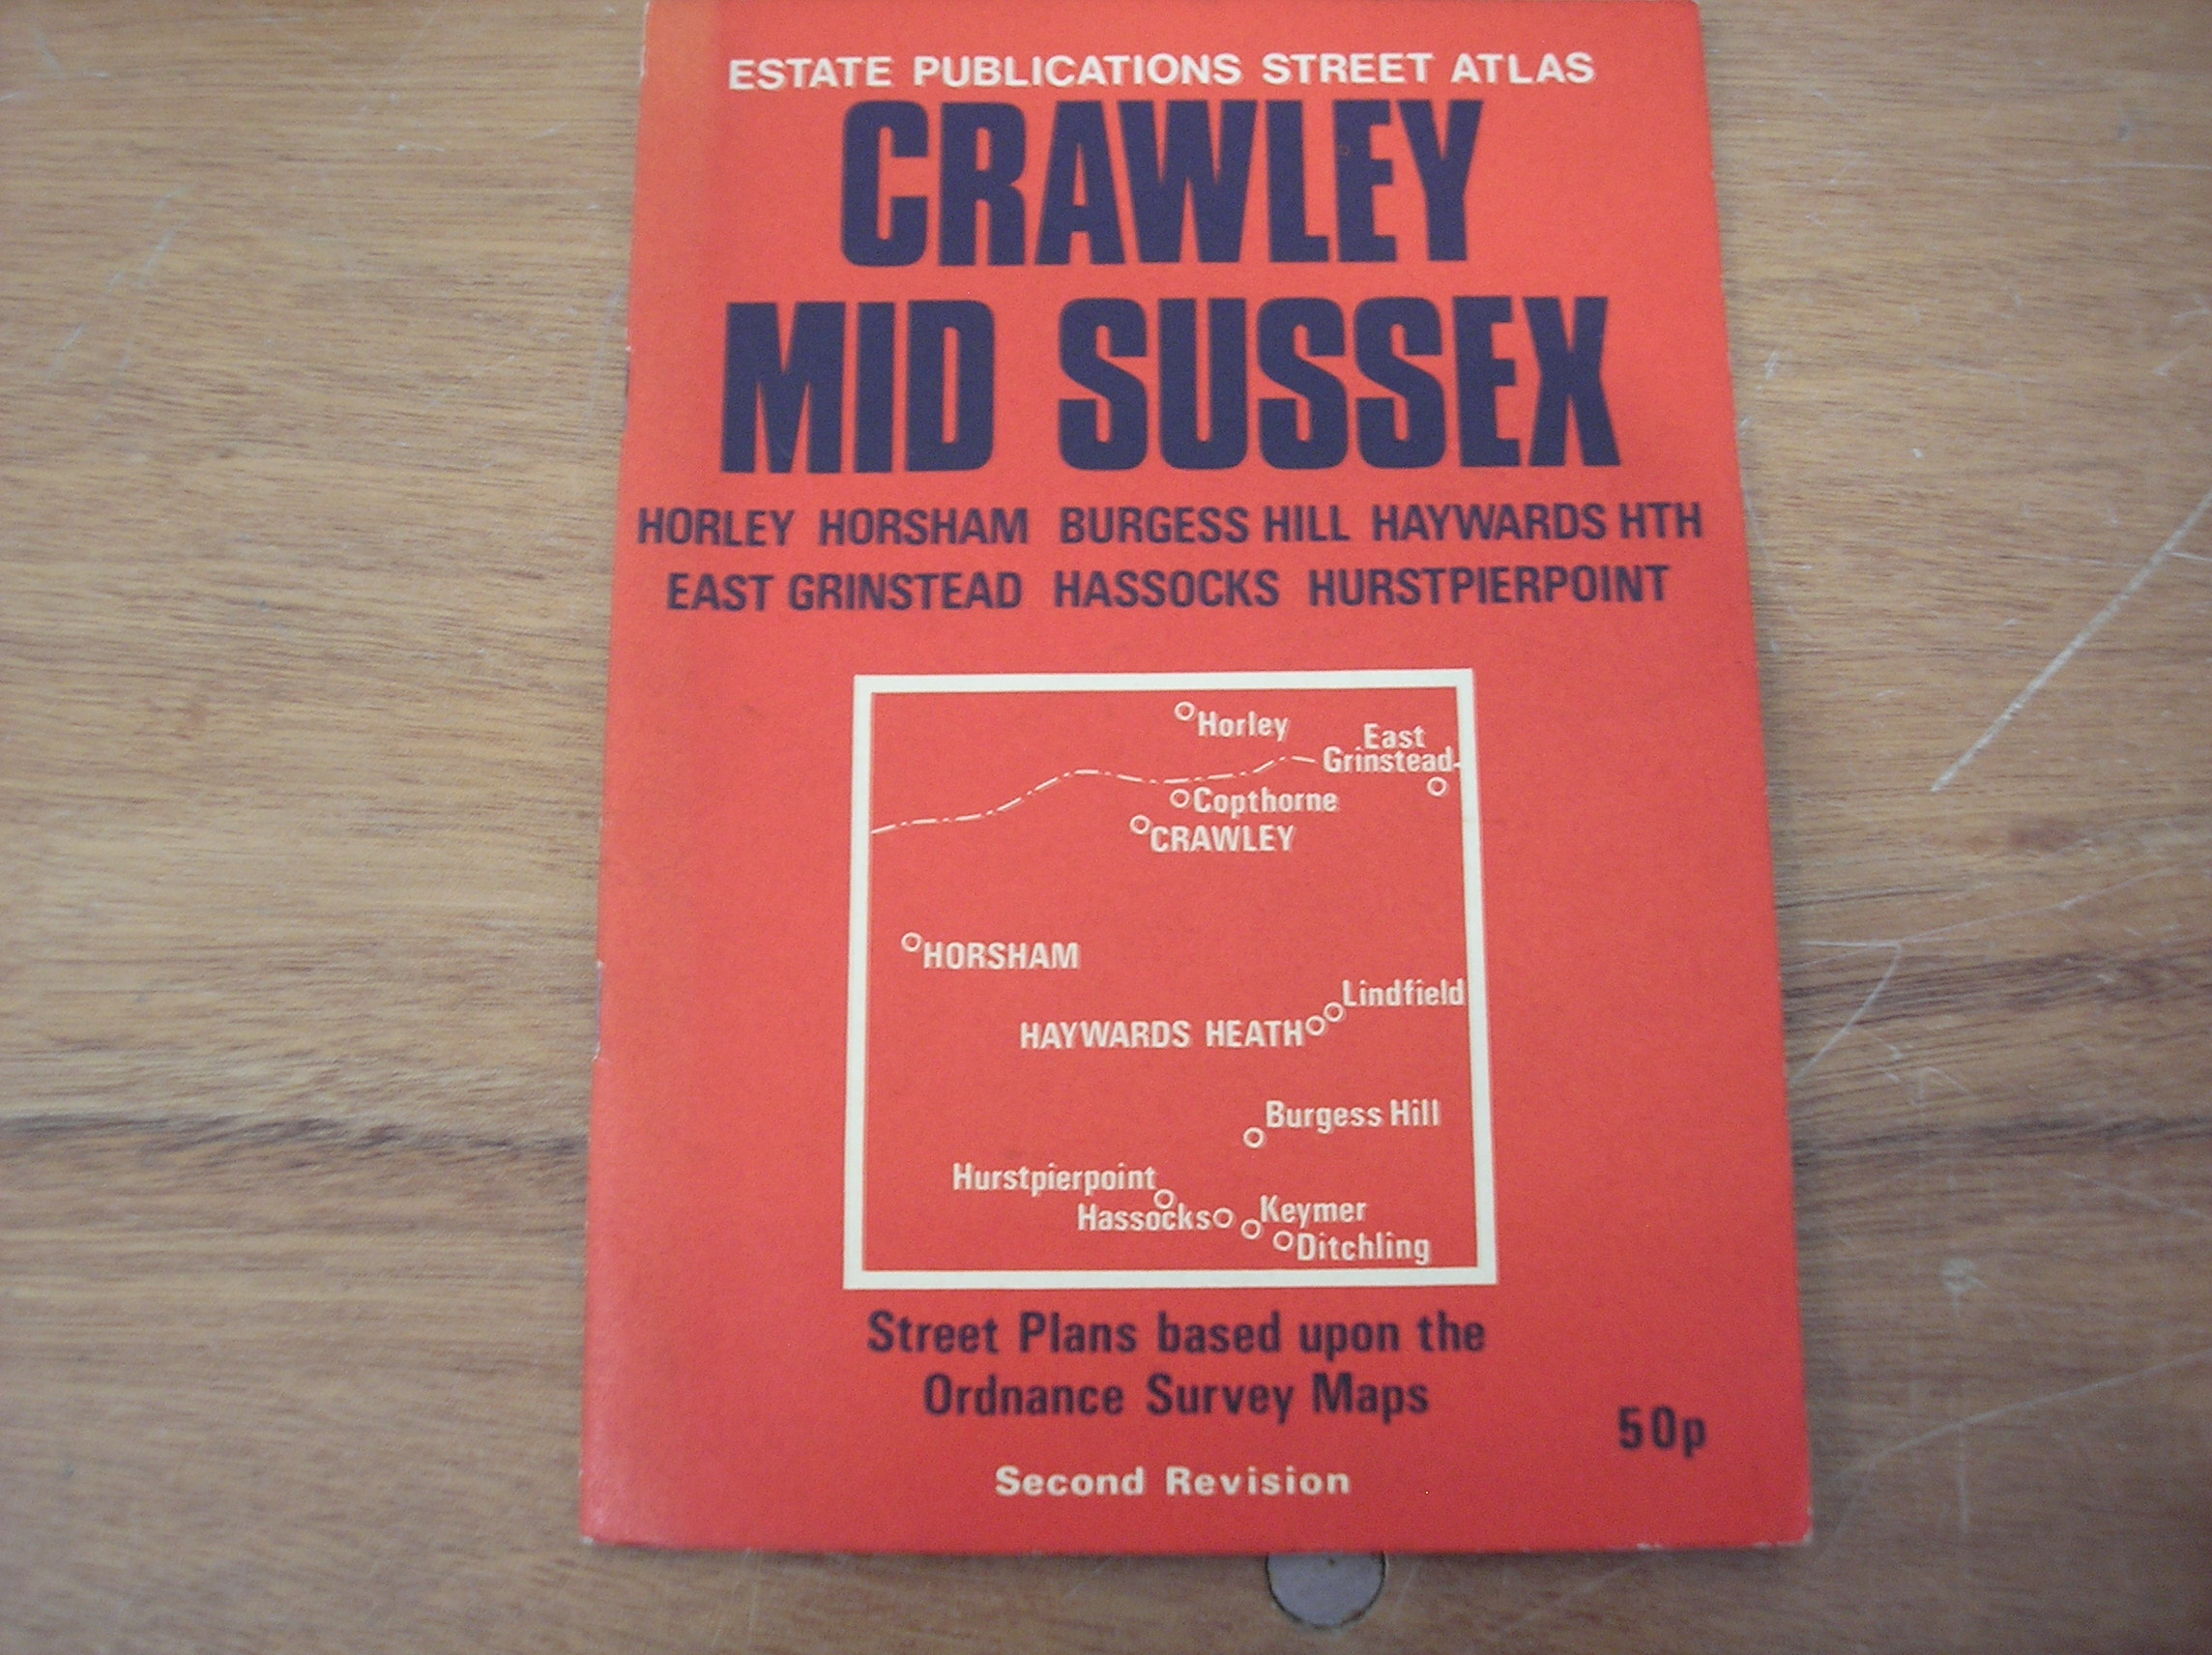 ESTATE PUBLICATIONS STREET ATLAS
CRAWLEY
MID SUSSEX
HORLEY HORSHAM BURGESS HILL HAYWARDS HTH
EAST GRINSTEAD HASSOCKS HURSTPIERPOINT
Horley
East
Grinstead
Copthorne
CRAWLEY
HORSHAM
Lindfield
HAYWARDS HEATH
Burgess Hill
Hurstpierpoint
Hassocks
Keymer
Ditchling
Street Plans based upon the
Ordnance Survey Maps
50p
Second Revision